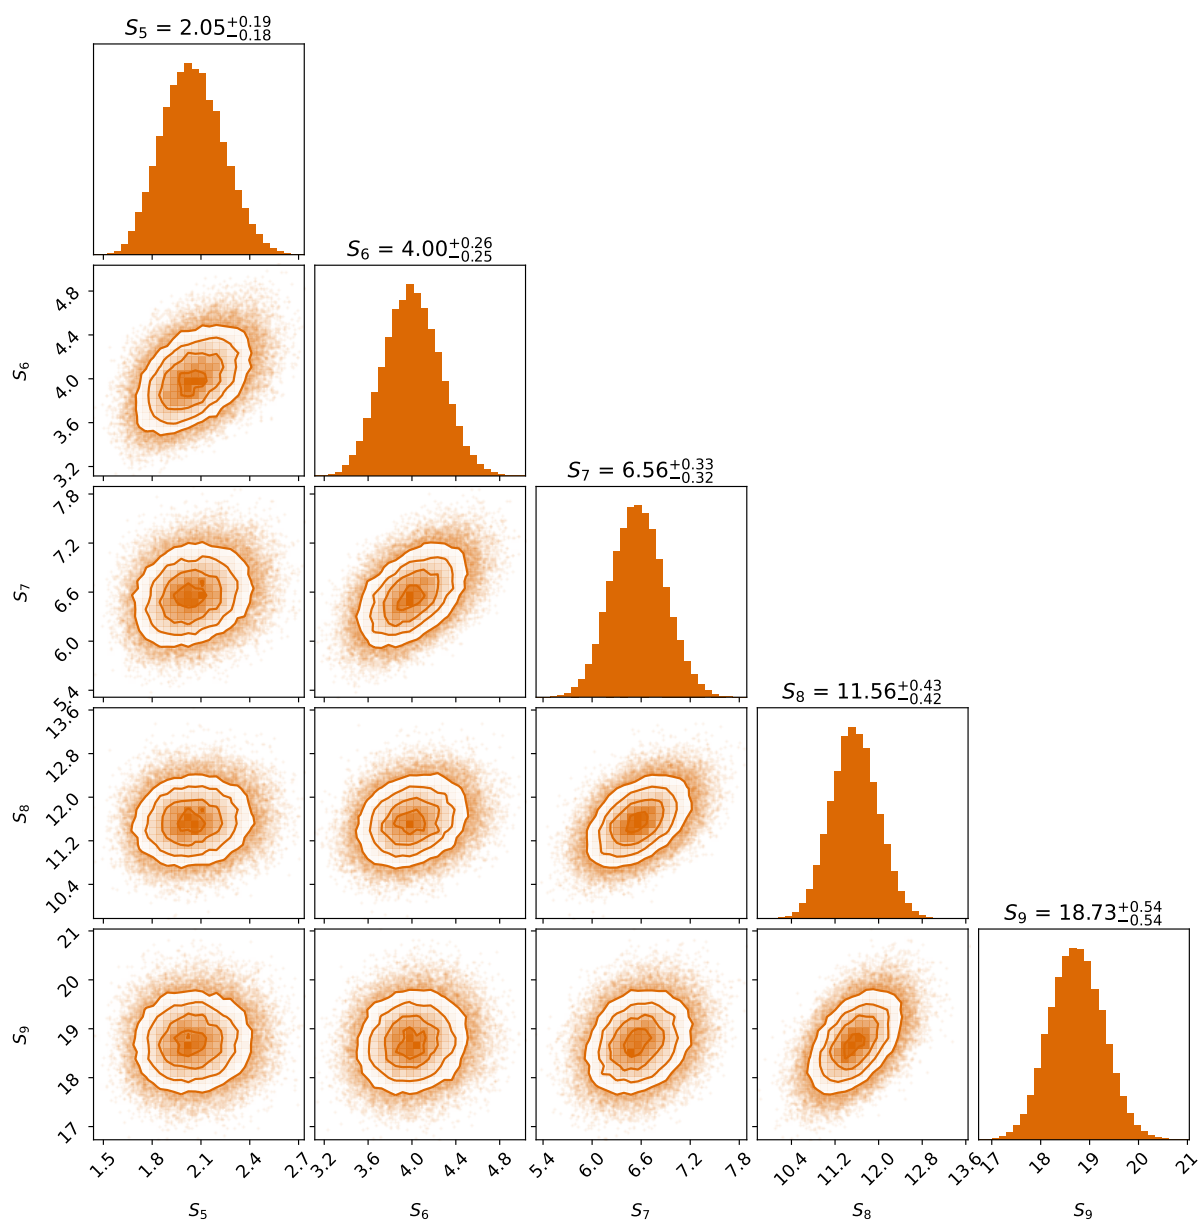 S5 = 2.05+0.19−0.18
S6 = 4.00+0.26−0.25
4.8
4.4
4.0
3.6
3.2
S6
S7 = 6.56+0.33−0.32
7.8
7.2
6.6
6.0
5.4
S7
S8 = 11.56+0.43−0.42
13.6
12.8
12.0
11.2
10.4
S8
S9 = 18.73+0.54−0.54
21
20
19
18
17
S9
1.5 1.8 2.1 2.4 2.7 3.2 3.6 4.0 4.4 4.8 5.4 6.0 6.6 7.2 7.8 10.4 11.2 12.0 12.8 13.6 17 18 19 20 21
S5 S6 S7 S8 S9